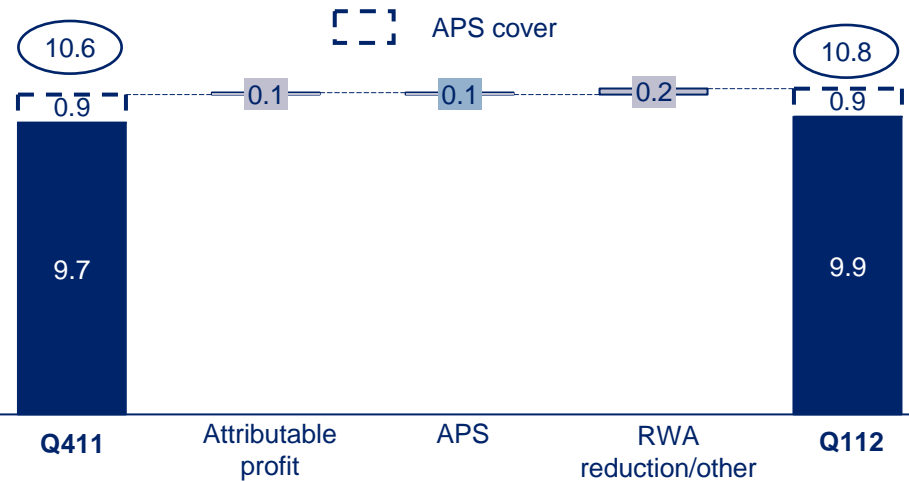 APS cover
10.6
10.8
0.9
0.1
0.1
0.2
0.9
9.7
9.9
Q411
Attributable
profit
APS
RWA
reduction/other
Q112